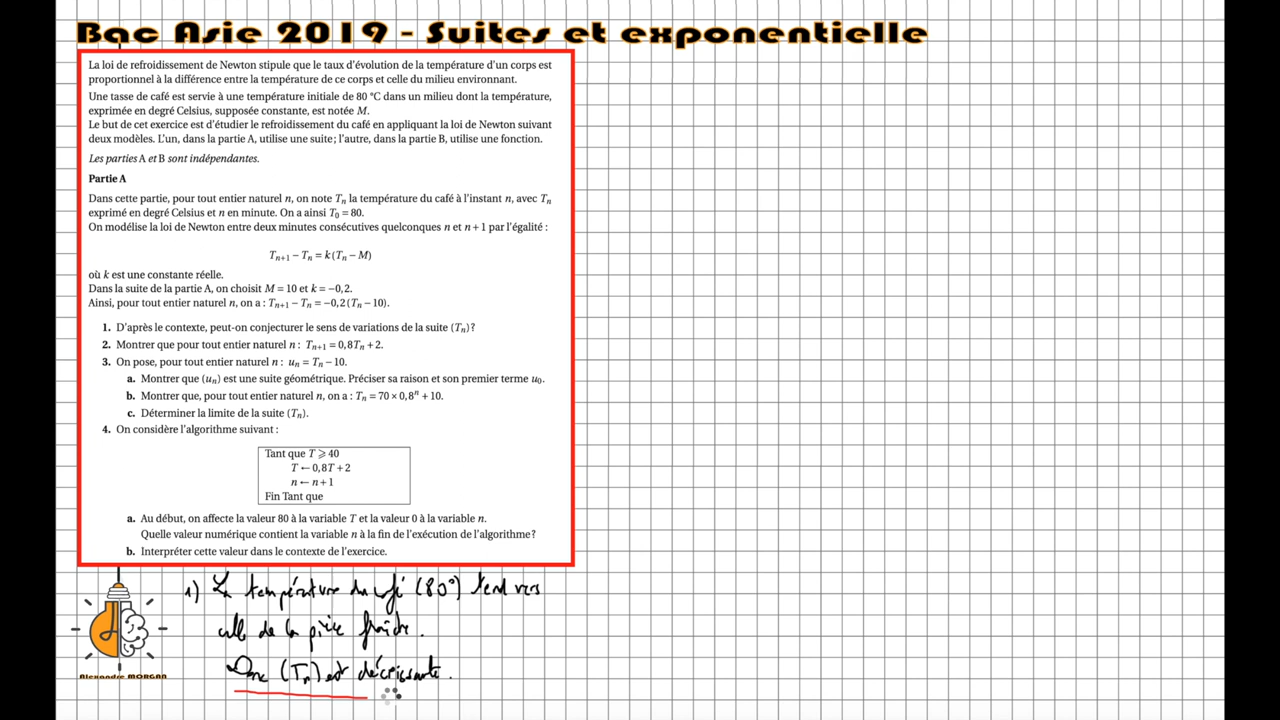 Bac Asie 2019 - Suites et exponentielle
La loi de refroidissement de Newton stipule que le taux d'évolution de la température d'un corps est
proportionnel à la différence entre la température de ce corps et celle du milieu environnant.
Une tasse de café est servie à une température initiale de 80 °C dans un milieu dont la température,
exprimée en degré Celsius, supposée constante, est notée M.
Le but de cet exercice est d'étudier le refroidissement du café en appliquant la loi de Newton suivant
deux modèles. L'un, dans la partie A, utilise une suite; l'autre, dans la partie B, utilise une fonction.
Les parties A et B sont indépendantes.
Partie A
Dans cette partie, pour tout entier naturel n, on note Tₙ la température du café à l'instant n, avec Tₙ
exprimé en degré Celsius et n en minute. On a ainsi T₀ = 80.
On modélise la loi de Newton entre deux minutes consécutives quelconques n et n + 1 par l'égalité :
Tₙ₊₁ − Tₙ = k (Tₙ − M)
où k est une constante réelle.
Dans la suite de la partie A, on choisit M = 10 et k = −0,2.
Ainsi, pour tout entier naturel n, on a : Tₙ₊₁ − Tₙ = −0,2 (Tₙ − 10).
1. D'après le contexte, peut-on conjecturer le sens de variations de la suite (Tₙ)?
2. Montrer que pour tout entier naturel n : Tₙ₊₁ = 0,8Tₙ + 2.
3. On pose, pour tout entier naturel n : uₙ = Tₙ − 10.
a. Montrer que (uₙ) est une suite géométrique. Préciser sa raison et son premier terme u₀.
b. Montrer que, pour tout entier naturel n, on a : Tₙ = 70 × 0,8ⁿ + 10.
c. Déterminer la limite de la suite (Tₙ).
4. On considère l'algorithme suivant :
Tant que T ⩾ 40
T ← 0,8T + 2
n ← n + 1
Fin Tant que
a. Au début, on affecte la valeur 80 à la variable T et la valeur 0 à la variable n.
Quelle valeur numérique contient la variable n à la fin de l'exécution de l'algorithme?
b. Interpréter cette valeur dans le contexte de l'exercice.
1) La température du café (80°) tend vers
celle de la pièce fraîche.
Donc (Tₙ) est décroissante.
Alexandre MORGAN